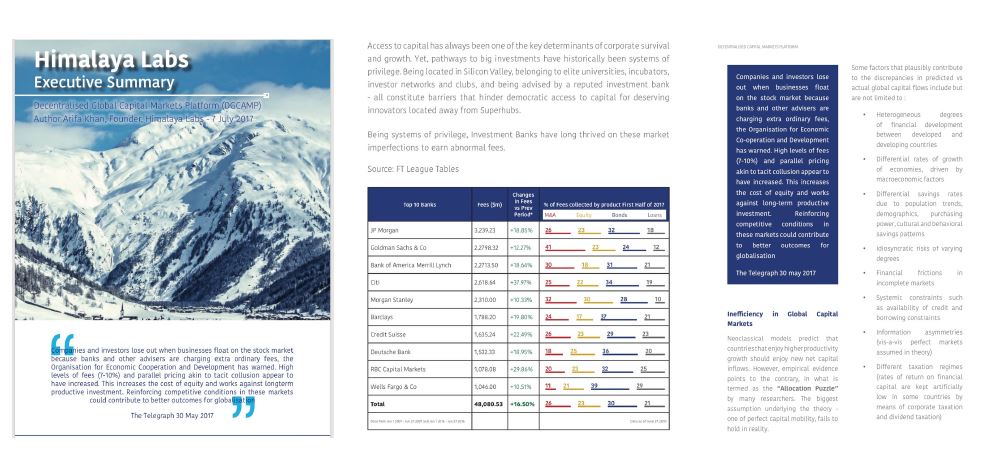 Himalaya Labs
Executive Summary
Decentralised Global Capital Markets Platform (DGCAMP)
Author Arifa Khan, Founder, Himalaya Labs - 7 July 2017
Companies and investors lose out when businesses float on the stock market
because banks and other advisers are charging extra ordinary fees, the
Organisation for Economic Cooperation and Development has warned. High
levels of fees (7-10%) and parallel pricing akin to tacit collusion appear to
have increased. This increases the cost of equity and works against longterm
productive investment. Reinforcing competitive conditions in these markets
could contribute to better outcomes for globalisation
The Telegraph 30 May 2017
Access to capital has always been one of the key determinants of corporate survival
and growth. Yet, pathways to big investments have historically been systems of
privilege. Being located in Silicon Valley, belonging to elite universities, incubators,
investor networks and clubs, and being advised by a reputed investment bank
- all constitute barriers that hinder democratic access to capital for deserving
innovators located away from Superhubs.
Being systems of privilege, Investment Banks have long thrived on these market
imperfections to earn abnormal fees.
Source: FT League Tables
Top 10 Banks Fees ($m) Changes in Fees vs Prev Period* % of Fees collected by product First Half of 2017
M&A Equity Bonds Loans
JP Morgan 3,239.23 +18.85% 26 23 32 18
Goldman Sachs & Co 2,2798.32 +12.27% 41 23 24 12
Bank of America Merrill Lynch 2,2713.50 +18.64% 30 18 31 21
Citi 2,618.64 +37.97% 25 22 34 19
Morgan Stanley 2,310.00 +10.33% 32 30 28 10
Barclays 1,788.20 +19.80% 24 17 37 21
Credit Suisse 1,635.24 +22.49% 26 23 29 23
Deutsche Bank 1,532.33 +18.95% 18 25 36 20
RBC Capital Markets 1,078.08 +29.86% 20 23 32 25
Wells Fargo & Co 1,046.00 +10.51% 11 21 39 29
Total 48,080.53 +16.50% 26 23 30 21
DECENTRALISED CAPITAL MARKETS PLATFORM
Companies and investors lose
out when businesses float
on the stock market because
banks and other advisers are
charging extra ordinary fees,
the Organisation for Economic
Co-operation and Development
has warned. High levels of fees
(7-10%) and parallel pricing
akin to tacit collusion appear to
have increased. This increases
the cost of equity and works
against long-term productive
investment. Reinforcing
competitive conditions in
these markets could contribute
to better outcomes for
globalisation
The Telegraph 30 may 2017
Inefficiency in Global Capital
Markets
Neoclassical models predict that
countries that enjoy higher productivity
growth should enjoy new net capital
inflows. However, empirical evidence
points to the contrary, in what is
termed as the "Allocation Puzzle"
by many researchers. The biggest
assumption underlying the theory -
one of perfect capital mobility, fails to
hold in reality.
Some factors that plausibly contribute
to the discrepancies in predicted vs
actual global capital flows include but
are not limited to :
• Heterogeneous degrees
of financial development
between developed and
developing countries
• Differential rates of growth
of economies, driven by
macroeconomic factors
• Differential savings rates
due to population trends,
demographics, purchasing
power, cultural and behavioral
savings patterns
• Idiosyncratic risks of varying
degrees
• Financial frictions in
incomplete markets
• Systemic constraints such
as availability of credit and
borrowing constraints
• Information asymmetries
(vis-a-vis perfect markets
assumed in theory)
• Different taxation regimes
(rates of return on financial
capital are kept artificially
low in some countries by
means of corporate taxation
and dividend taxation)